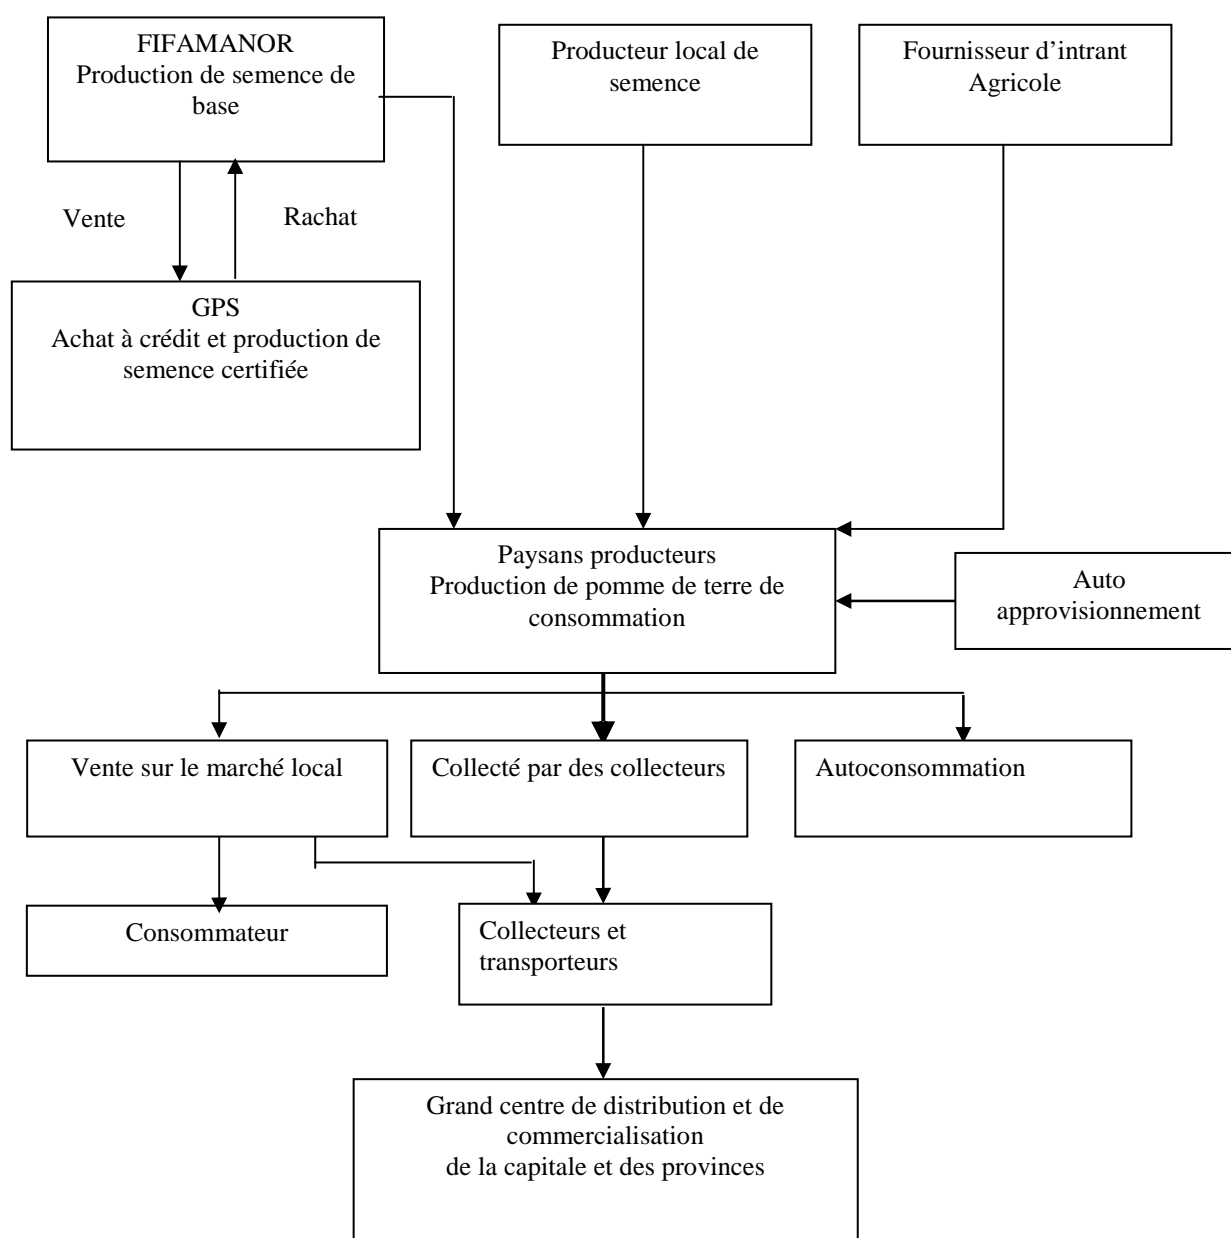 FIFAMANOR
Production de semence de
base
Producteur local de
semence
Fournisseur d’intrant
Agricole
Vente
Rachat
GPS
Achat à crédit et production de
semence certifiée
Paysans producteurs
Production de pomme de terre de
consommation
Auto
approvisionnement
Vente sur le marché local
Collecté par des collecteurs
Autoconsommation
Consommateur
Collecteurs et
transporteurs
Grand centre de distribution et de
commercialisation
de la capitale et des provinces